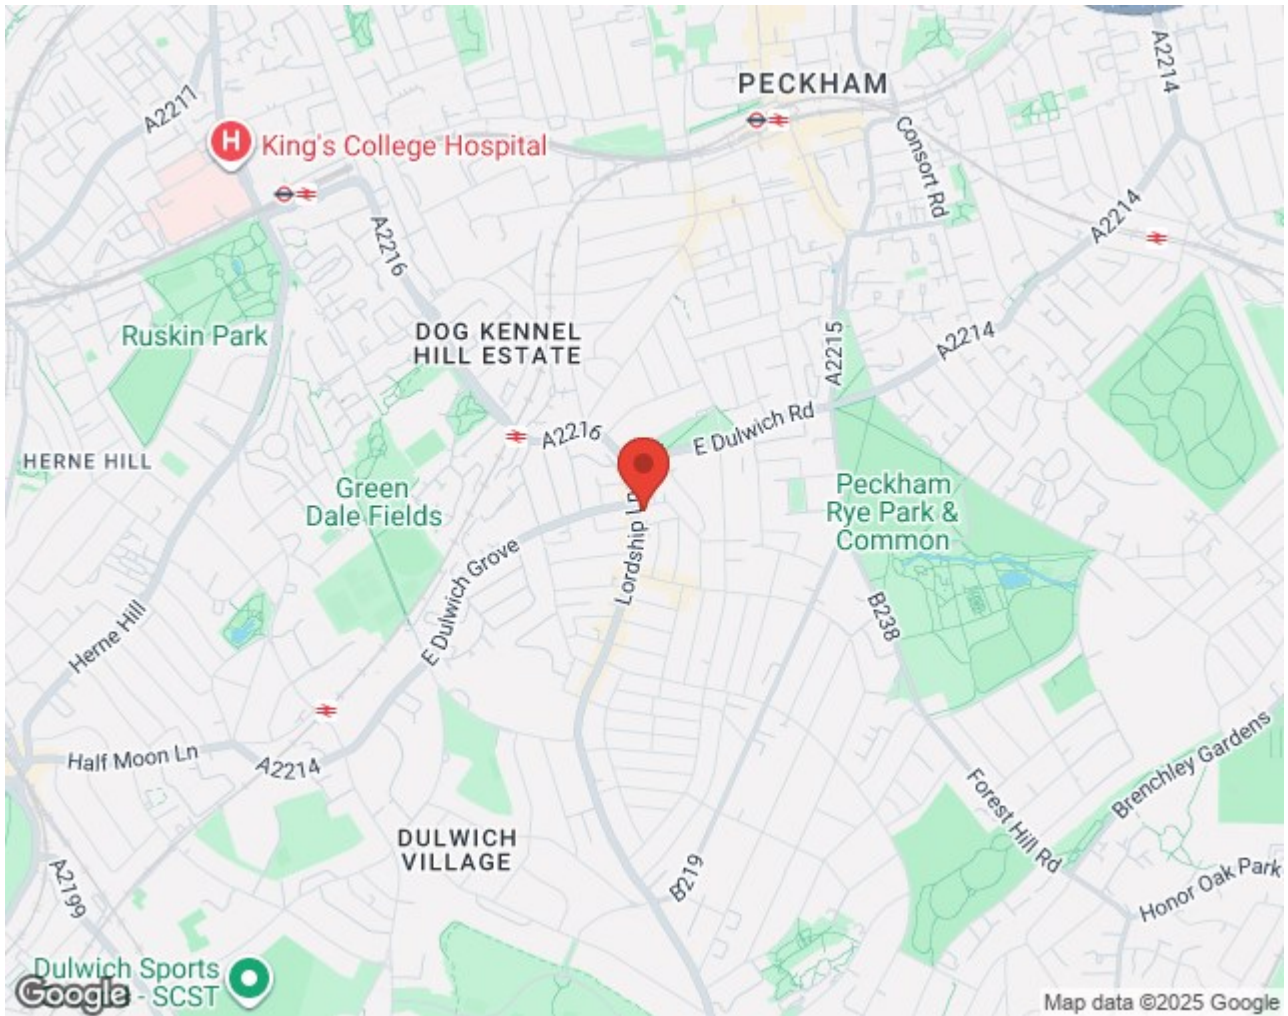 A2217
PECKHAM
A2214
H
King's College Hospital
Consort Rd
A2216
A2214
Ruskin Park
DOG KENNEL
HILL ESTATE
A2215
A2214
A2216
E Dulwich Rd
HERNE HILL
Green
Dale Fields
Peckham
Rye Park &
Common
Lordship Ln
E Dulwich Grove
Herne Hill
B238
Half Moon Ln
A2214
Brenchley Gardens
Forest Hill Rd
DULWICH
VILLAGE
B219
A2199
Honor Oak Park
Dulwich Sports
- SCST
Google
Map data ©2025 Google